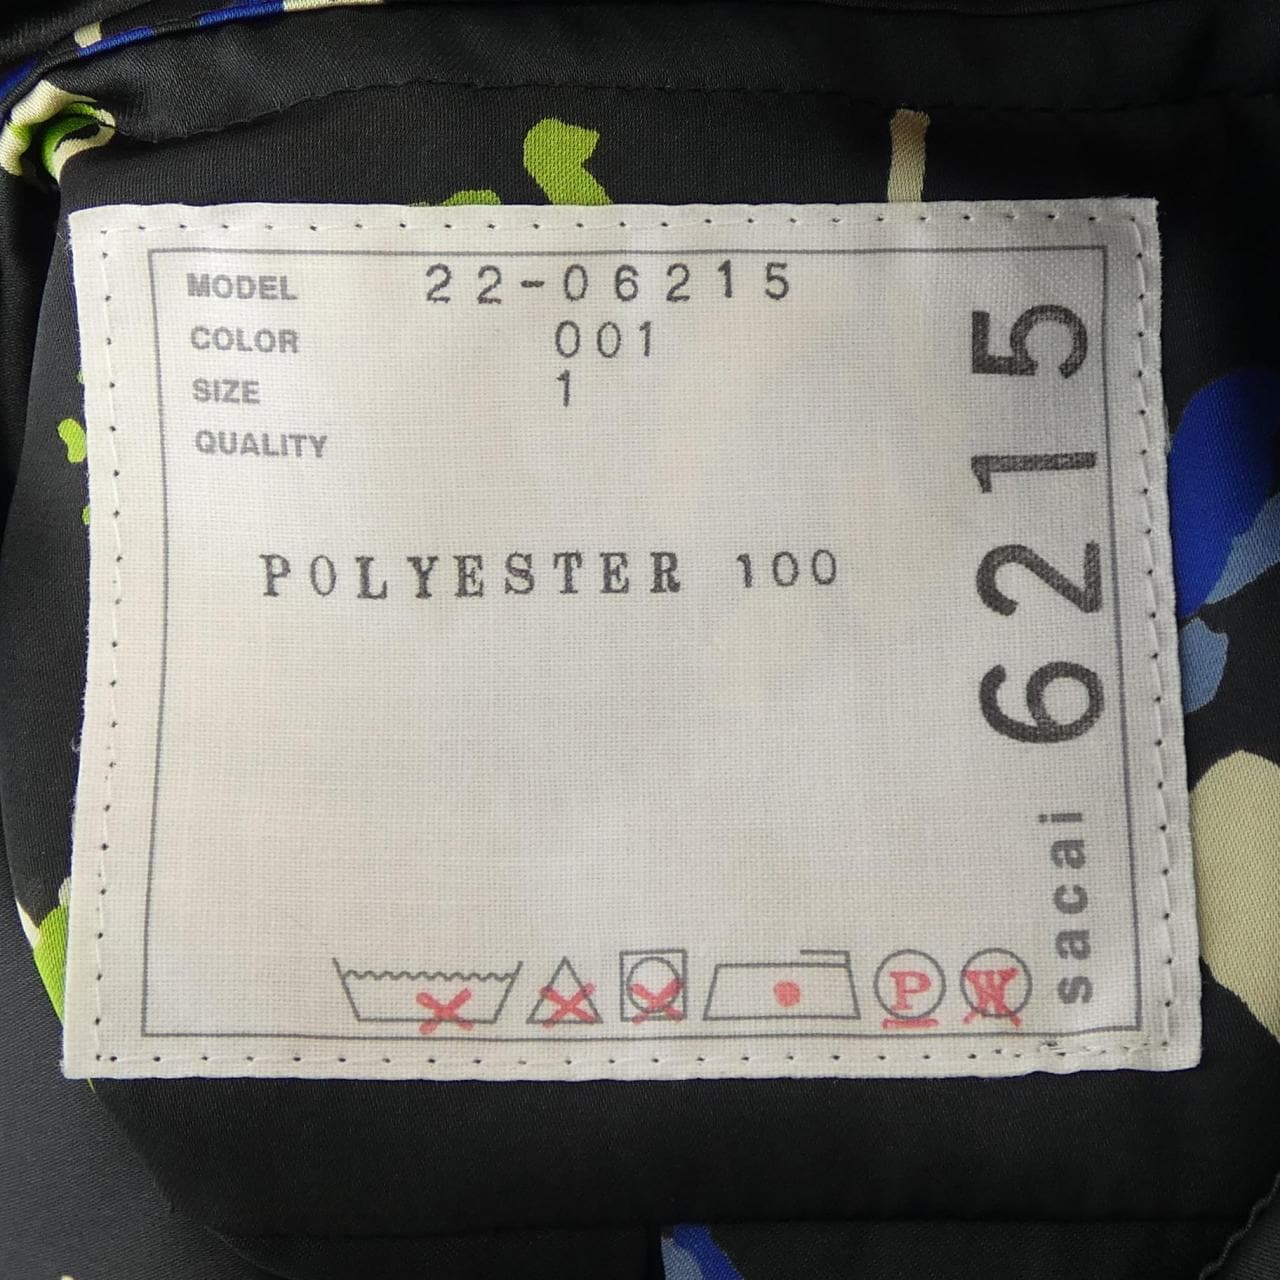 MODEL 22-06215
COLOR 001
SIZE 1
QUALITY
POLYESTER 100
P W
sacai 6215